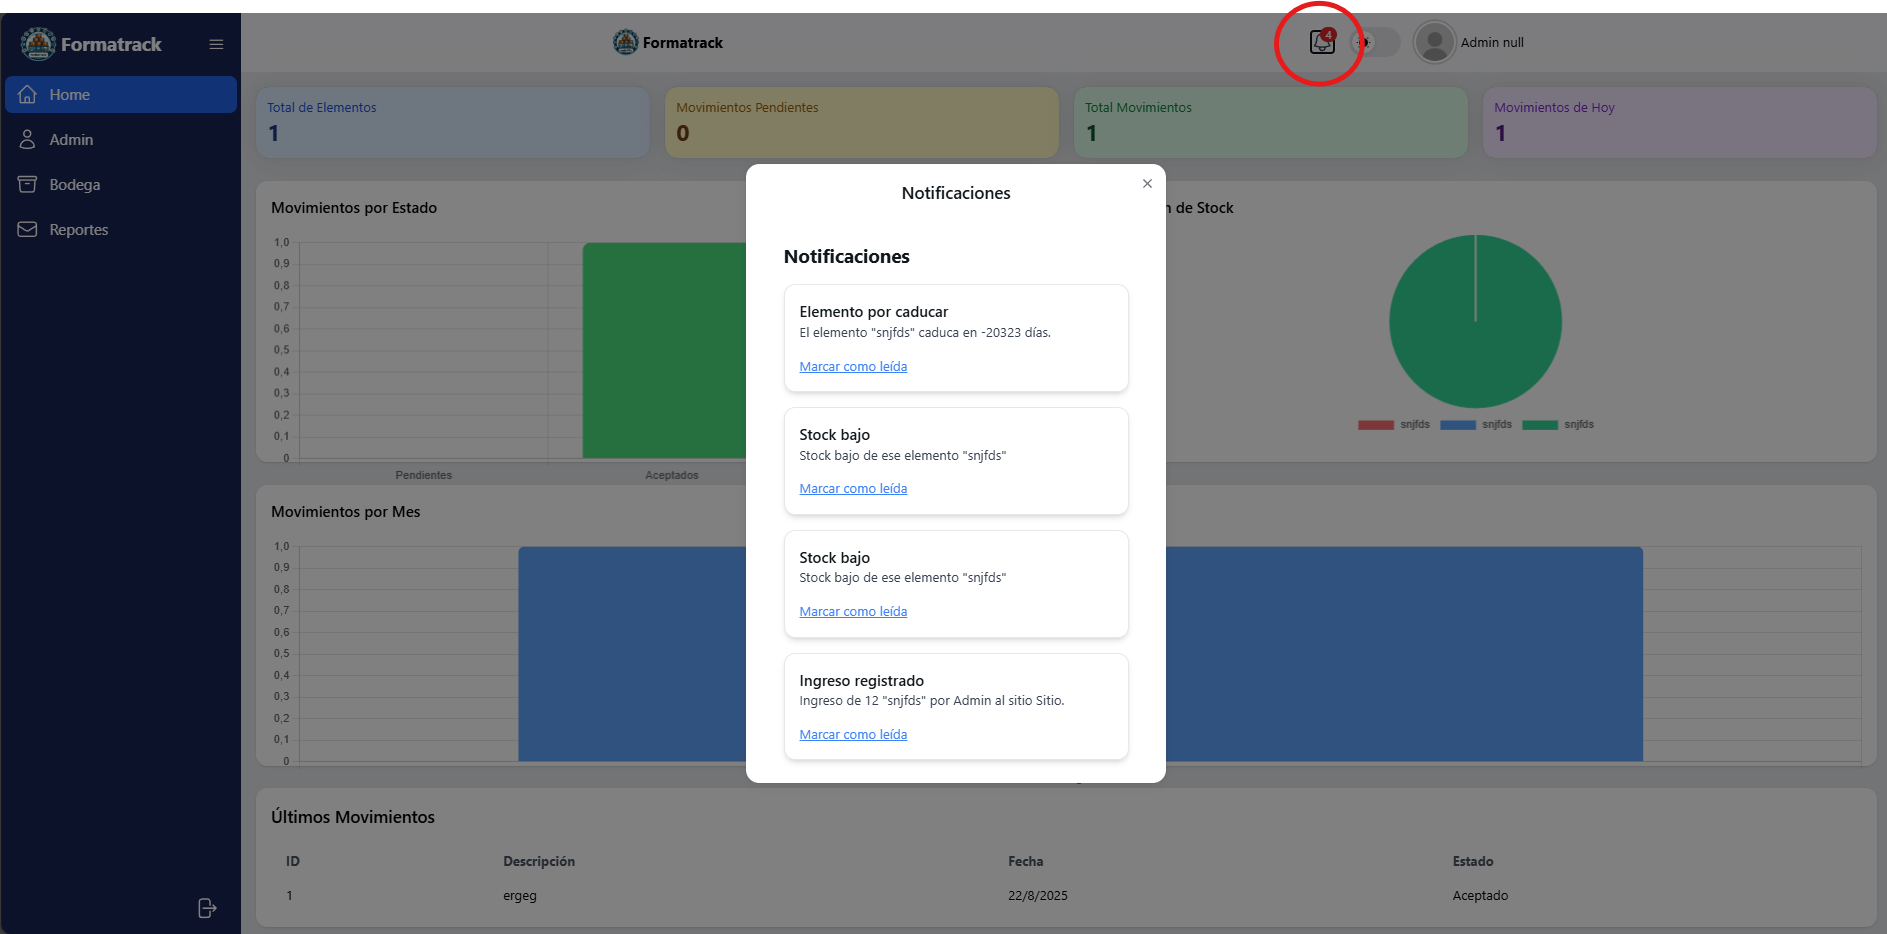 Formatrack
Home
Admin
Bodega
Reportes
Formatrack
4
Admin null
Total de Elementos
1
Movimientos Pendientes
0
Total Movimientos
1
Movimientos de Hoy
1
Movimientos por Estado
1,0
0,9
0,8
0,7
0,6
0,5
0,4
0,3
0,2
0,1
0
Pendientes
Aceptados
de Stock
snjfds snjfds snjfds
Notificaciones
Notificaciones
Elemento por caducar
El elemento "snjfds" caduca en -20323 días.
Marcar como leída
Stock bajo
Stock bajo de ese elemento "snjfds"
Marcar como leída
Stock bajo
Stock bajo de ese elemento "snjfds"
Marcar como leída
Ingreso registrado
Ingreso de 12 "snjfds" por Admin al sitio Sitio.
Marcar como leída
Movimientos por Mes
1,0
0,9
0,8
0,7
0,6
0,5
0,4
0,3
0,2
0,1
0
Últimos Movimientos
ID Descripción Fecha Estado
1 ergeg 22/8/2025 Aceptado